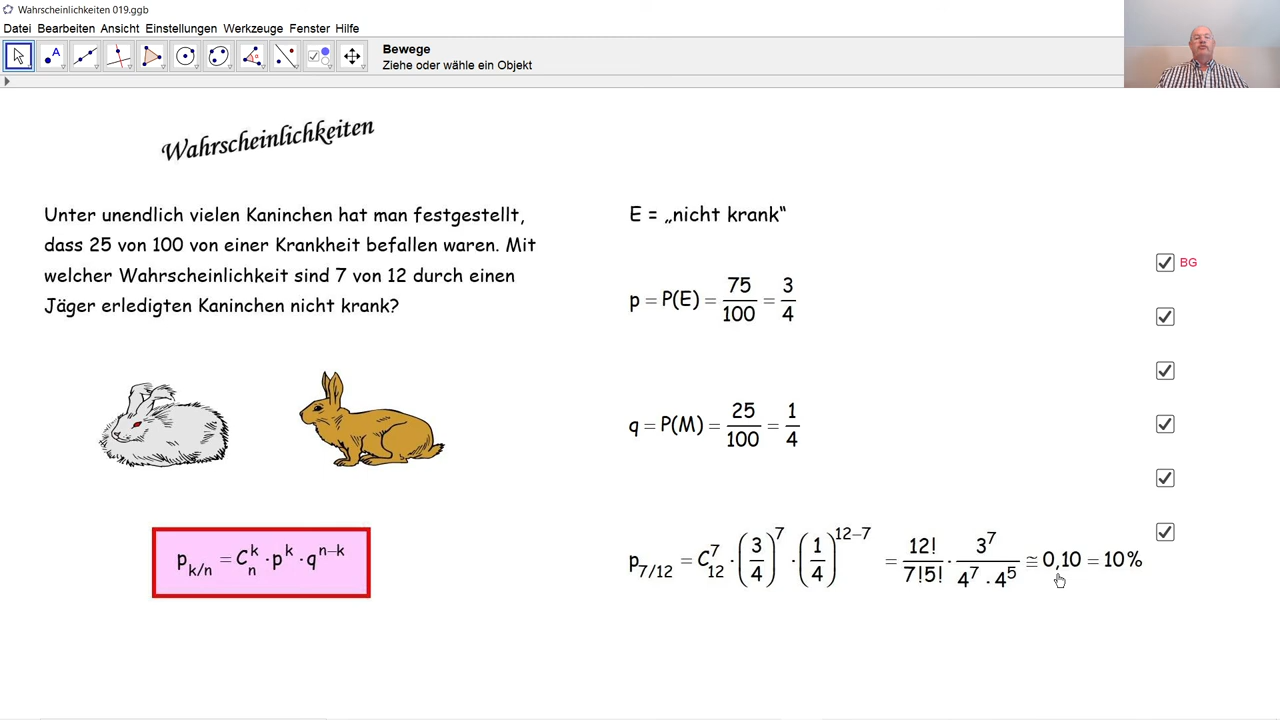 Wahrscheinlichkeiten 019.ggb
Datei Bearbeiten Ansicht Einstellungen Werkzeuge Fenster Hilfe
A
Bewege
Ziehe oder wähle ein Objekt
Wahrscheinlichkeiten
Unter unendlich vielen Kaninchen hat man festgestellt,
dass 25 von 100 von einer Krankheit befallen waren. Mit
welcher Wahrscheinlichkeit sind 7 von 12 durch einen
Jäger erledigten Kaninchen nicht krank?
p_{k/n} = C_n^k · p^k · q^{n–k}
E = „nicht krank“
p = P(E) = 75/100 = 3/4
q = P(M) = 25/100 = 1/4
p_{7/12} = C_{12}^7 · (3/4)^7 · (1/4)^{12–7} = 12!/7!5! · 3^7/4^7 · 4^5 ≅ 0,10 = 10%
BG